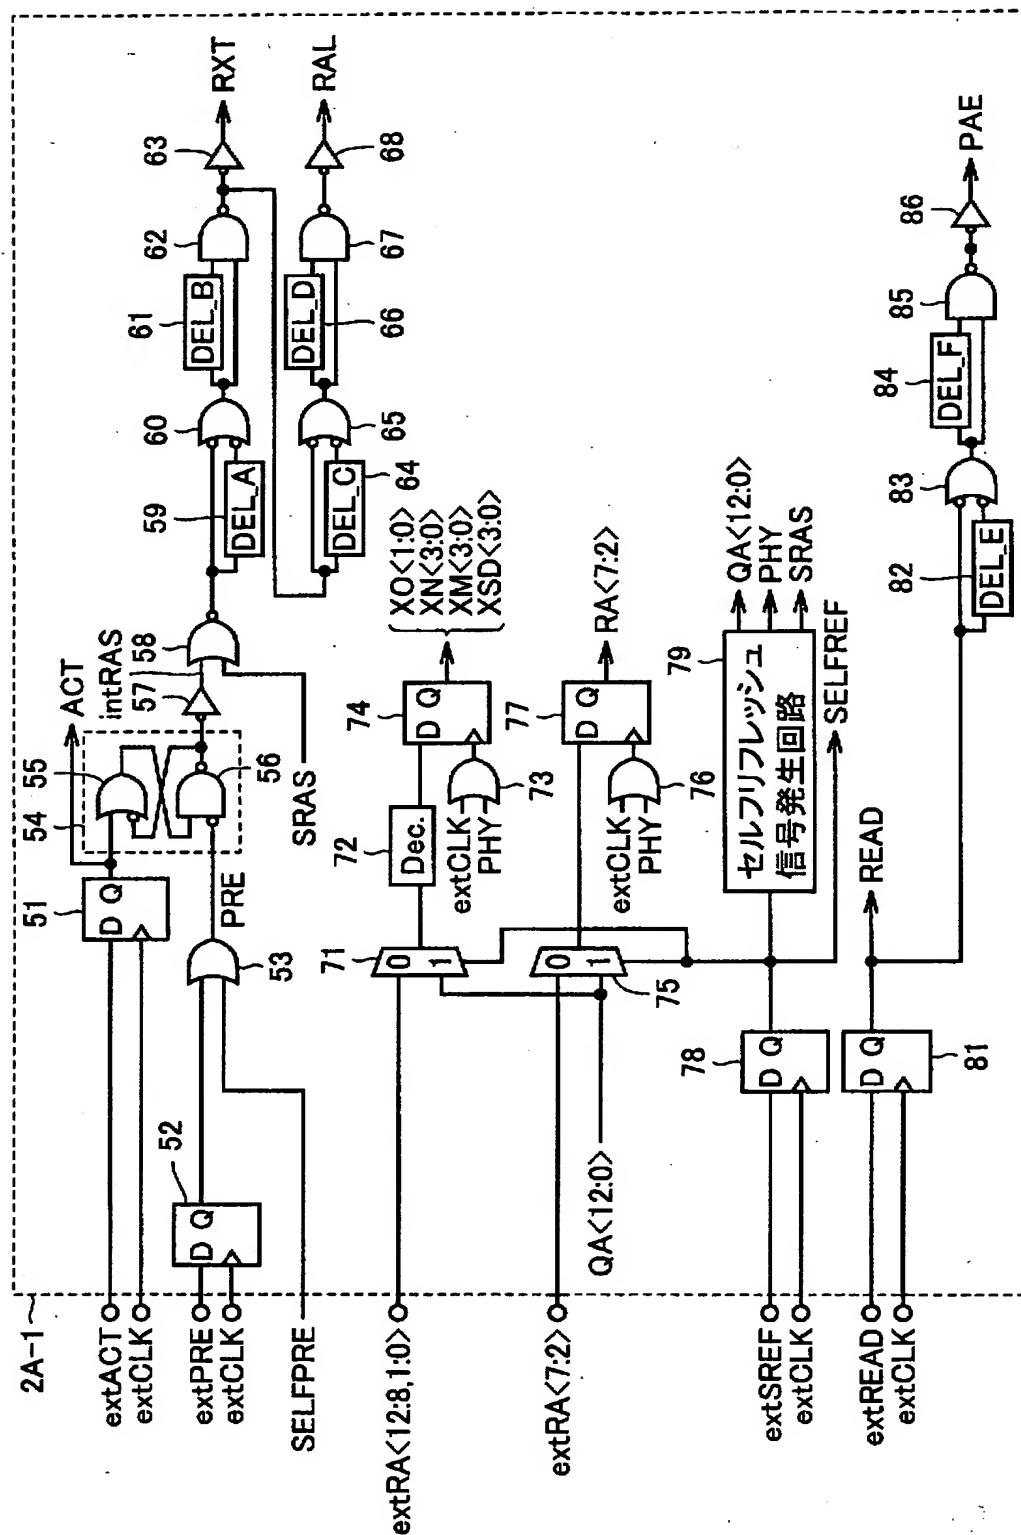 2A-1
extACT
extCLK
51
D Q
ACT
54
55
56
57
intRAS
58
59
DEL_A
60
61
DEL_B
62
63
RXT
extPRE
extCLK
52
D Q
53
PRE
SELFPRE
SRAS
64
DEL_C
65
66
DEL_D
67
68
RAL
extRA<12:8,1:0>
71
0
1
72
Dec.
extCLK
PHY
73
74
D Q
XO<1:0>
XN<3:0>
XM<3:0>
XSD<3:0>
extRA<7:2>
75
0
1
extCLK
PHY
76
77
D Q
RA<7:2>
QA<12:0>
extSREF
extCLK
78
D Q
79
セルフリフレッシュ
信号発生回路
QA<12:0>
PHY
SRAS
SELFREF
extREAD
extCLK
81
D Q
READ
82
DEL_E
83
84
DEL_F
85
86
PAE